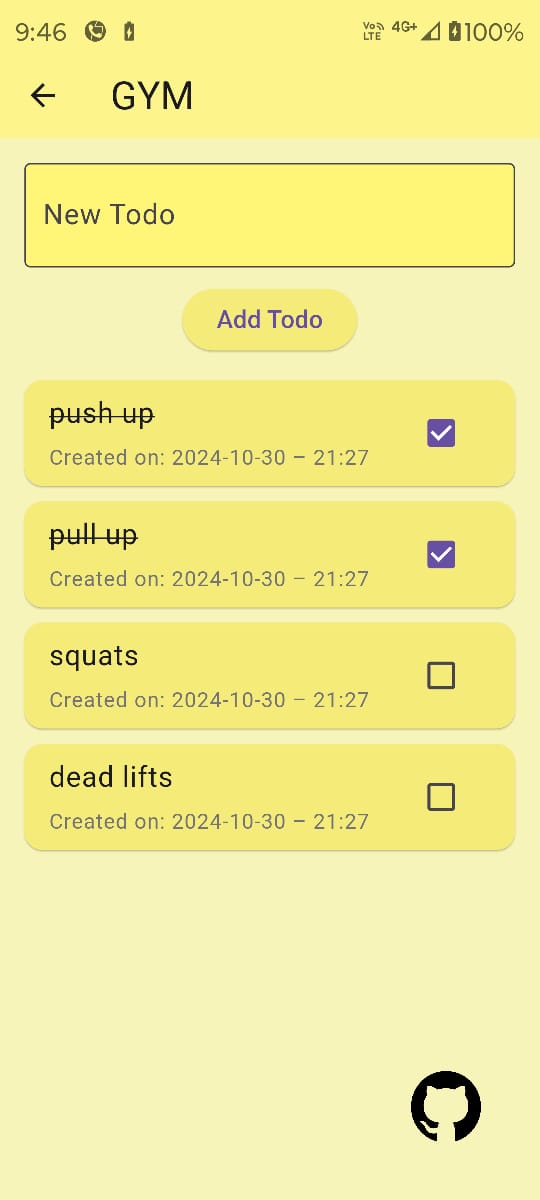 9:46 Vo LTE 4G+ 100%
GYM
New Todo
Add Todo
push up
Created on: 2024-10-30 – 21:27
pull up
Created on: 2024-10-30 – 21:27
squats
Created on: 2024-10-30 – 21:27
dead lifts
Created on: 2024-10-30 – 21:27